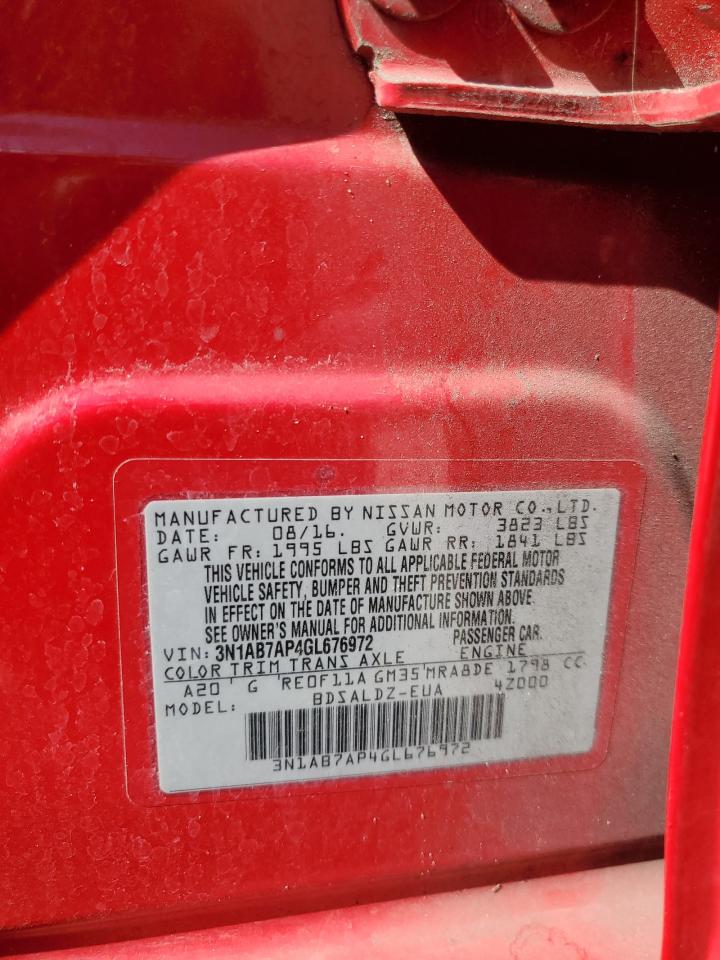 MANUFACTURED BY NISSAN MOTOR CO.,LTD.
DATE: 08/16. GVWR: 3823 LBS
GAWR FR: 1995 LBS GAWR RR: 1841 LBS
THIS VEHICLE CONFORMS TO ALL APPLICABLE FEDERAL MOTOR
VEHICLE SAFETY, BUMPER AND THEFT PREVENTION STANDARDS
IN EFFECT ON THE DATE OF MANUFACTURE SHOWN ABOVE.
SEE OWNER'S MANUAL FOR ADDITIONAL INFORMATION.
VIN: 3N1AB7AP4GL676972 PASSENGER CAR.
COLOR TRIM TRANS AXLE ENGINE
A20 G RE0F11A GM35 MRA8DE 1798 CC
MODEL: BDSALDZ-EUA 4Z000
3N1AB7AP4GL676972